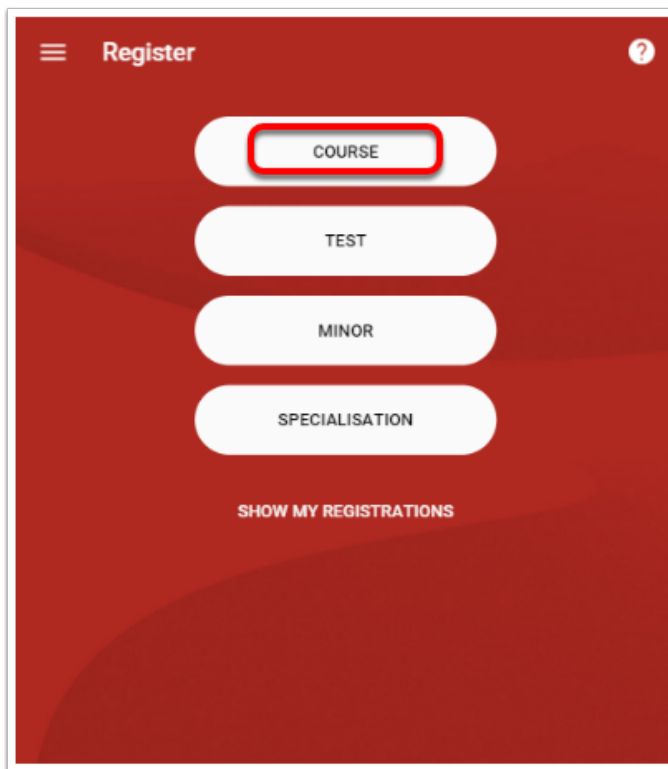 Register
COURSE
TEST
MINOR
SPECIALISATION
SHOW MY REGISTRATIONS